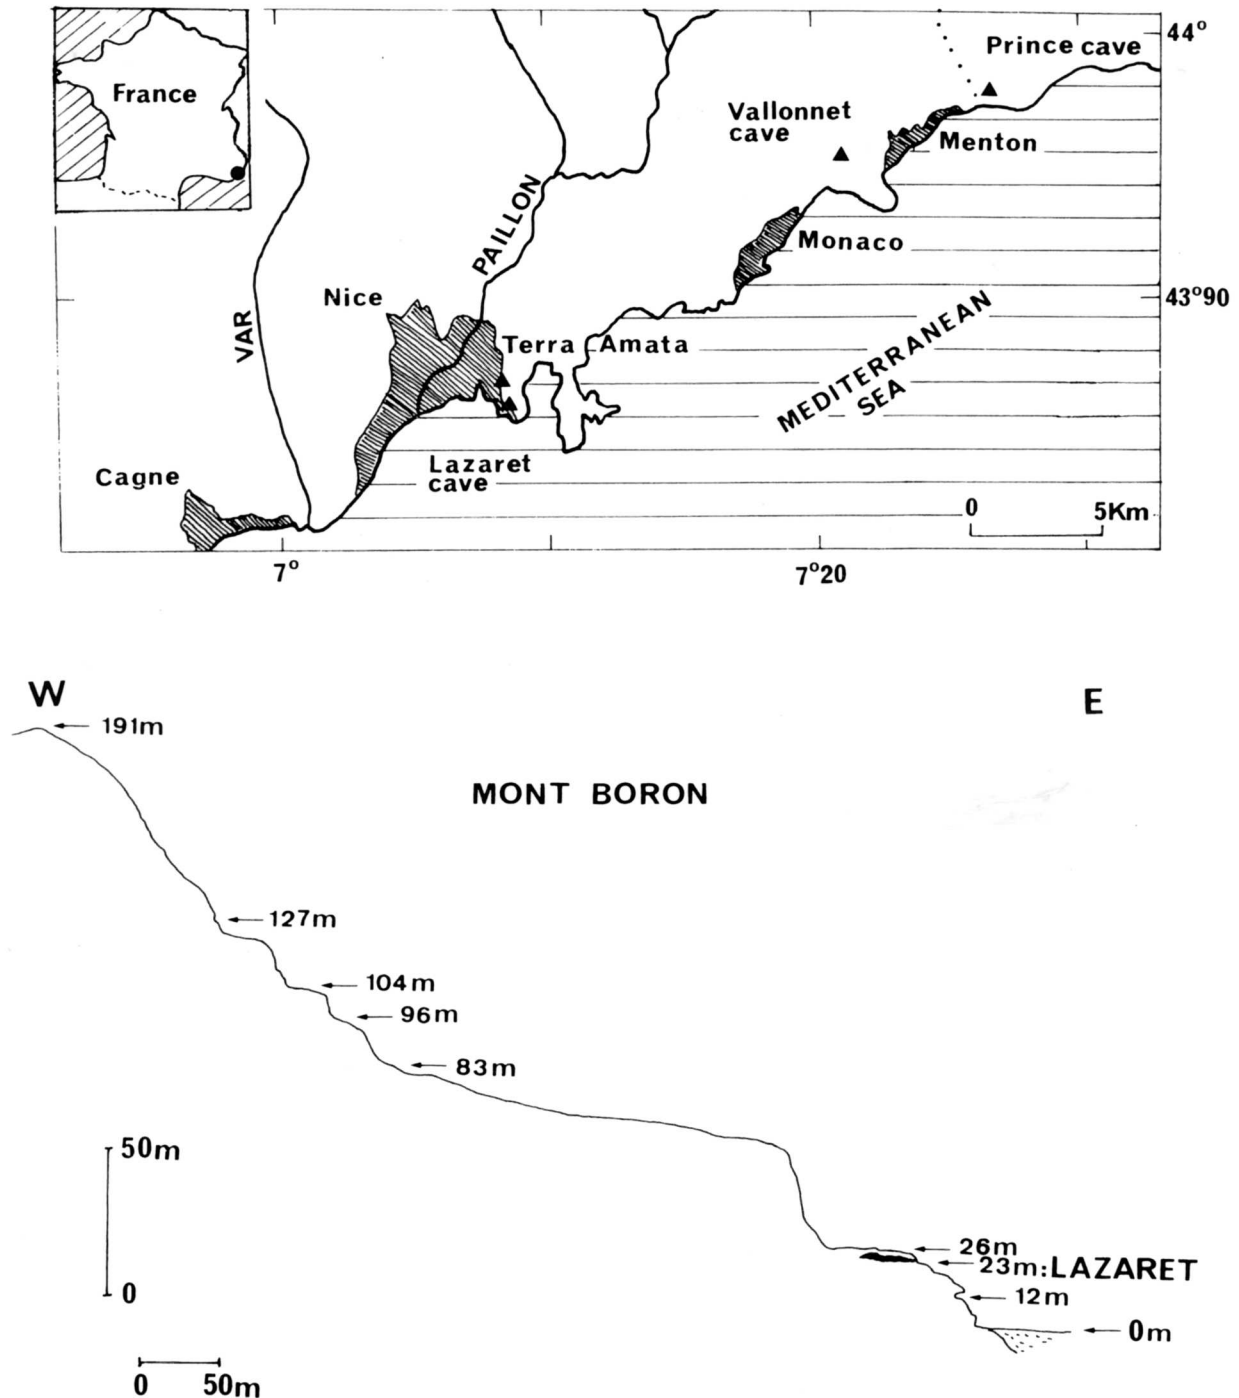 France
44°
Prince cave
Vallonnet
cave
Menton
PAILLON
Monaco
Nice
43°90
VAR
Terra Amata
MEDITERRANEAN
SEA
Lazaret
cave
Cagne
0 5Km
7° 7°20
W E
191m
MONT BORON
127m
104m
96m
83m
50m
26m
23m:LAZARET
0
12m
0m
0 50m